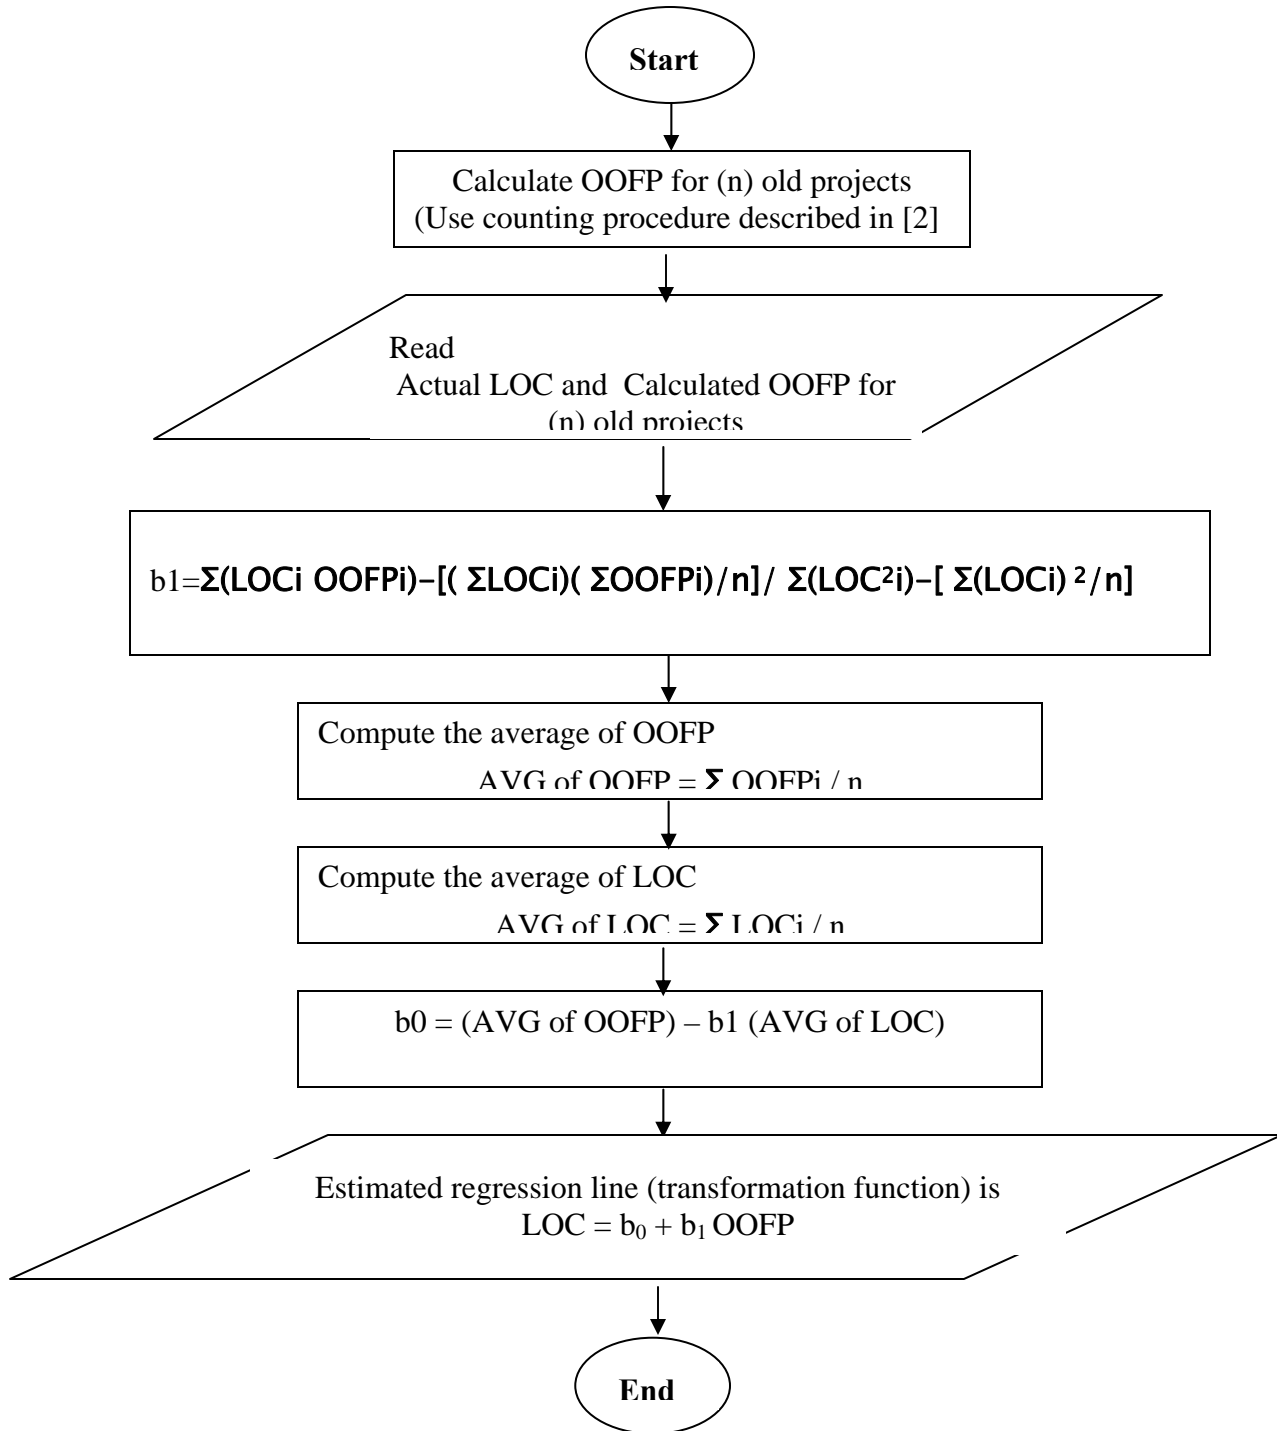 Start
Calculate OOFP for (n) old projects
(Use counting procedure described in [2]
Read
Actual LOC and Calculated OOFP for
(n) old projects
b1=Σ(LOCi OOFPi)–[( ΣLOCi)( ΣOOFPi)/n]/ Σ(LOC²i)–[ Σ(LOCi) ²/n]
Compute the average of OOFP
AVG of OOFP = Σ OOFPi / n
Compute the average of LOC
AVG of LOC = Σ LOCi / n
b0 = (AVG of OOFP) – b1 (AVG of LOC)
Estimated regression line (transformation function) is
LOC = b₀ + b₁ OOFP
End